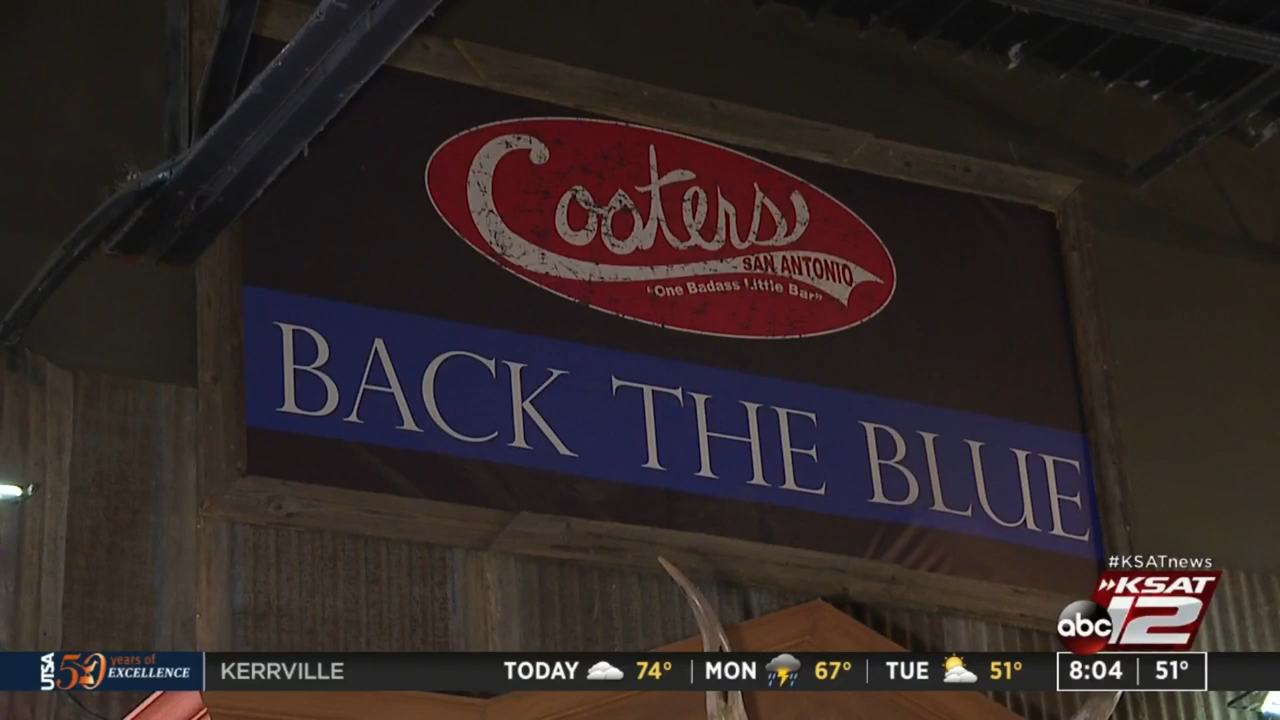 Cooters
SAN ANTONIO
"One Badass Little Bar"
BACK THE BLUE
#KSATnews
KSAT
abc 12
UTSA 50 years of EXCELLENCE
KERRVILLE TODAY 74° MON 67° TUE 51° 8:04 51°